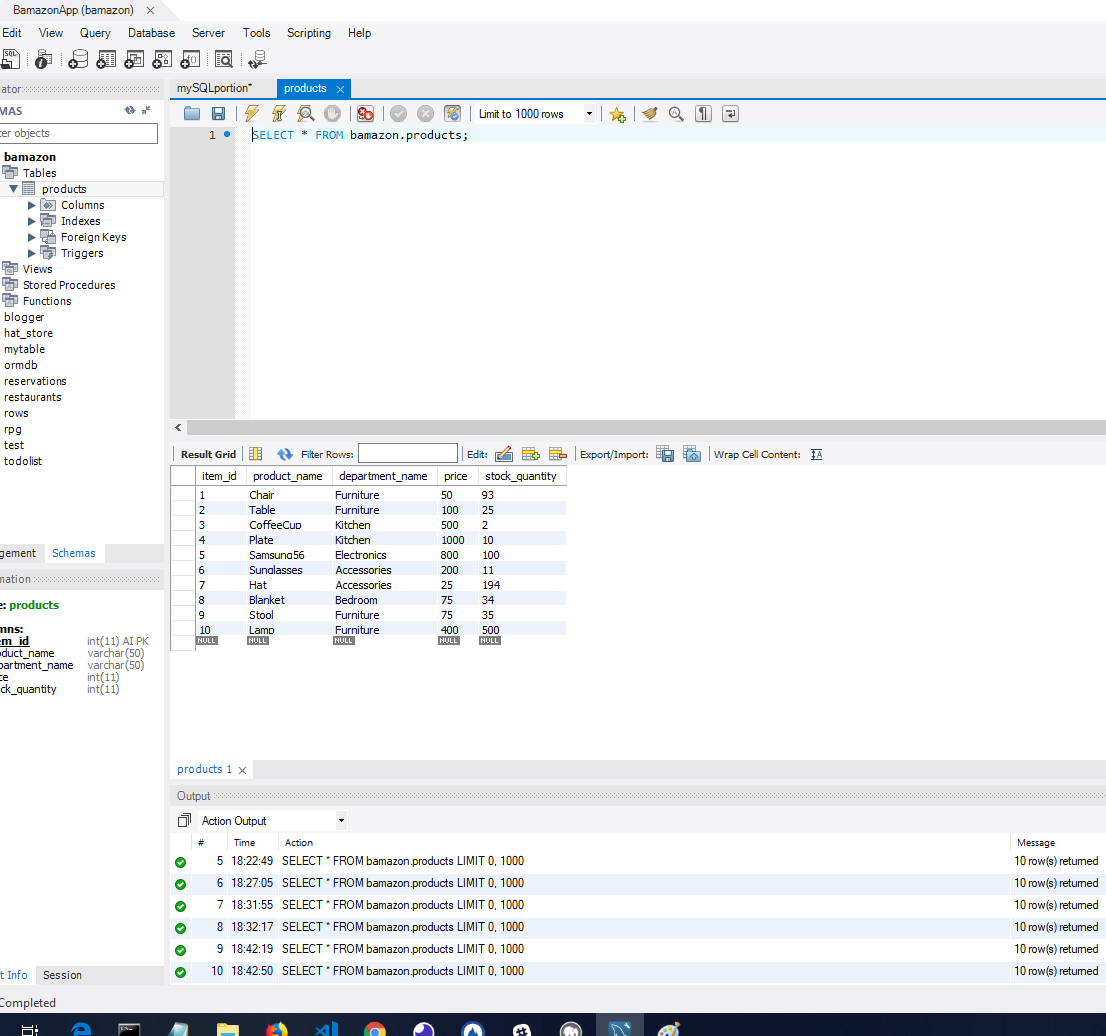 BamazonApp (bamazon)
Edit View Query Database Server Tools Scripting Help
ator
MAS
mySQLportion* products
ter objects
Limit to 1000 rows
1 SELECT * FROM bamazon.products;
bamazon
Tables
products
Columns
Indexes
Foreign Keys
Triggers
Views
Stored Procedures
Functions
blogger
hat_store
mytable
ormdb
reservations
restaurants
rows
rpg
test
todolist
gement Schemas
mation
e: products
mns:
em_id int(11) AI PK
oduct_name varchar(50)
partment_name varchar(50)
ce int(11)
ck_quantity int(11)
Result Grid Filter Rows: Edit: Export/Import: Wrap Cell Content:
item_id product_name department_name price stock_quantity
1 Chair Furniture 50 93
2 Table Furniture 100 25
3 CoffeeCup Kitchen 500 2
4 Plate Kitchen 1000 10
5 Samsung56 Electronics 800 100
6 Sunglasses Accessories 200 11
7 Hat Accessories 25 194
8 Blanket Bedroom 75 34
9 Stool Furniture 75 35
10 Lamp Furniture 400 500
NULL NULL NULL NULL NULL
products 1
Output
Action Output
# Time Action Message
5 18:22:49 SELECT * FROM bamazon.products LIMIT 0, 1000 10 row(s) returned
6 18:27:05 SELECT * FROM bamazon.products LIMIT 0, 1000 10 row(s) returned
7 18:31:55 SELECT * FROM bamazon.products LIMIT 0, 1000 10 row(s) returned
8 18:32:17 SELECT * FROM bamazon.products LIMIT 0, 1000 10 row(s) returned
9 18:42:19 SELECT * FROM bamazon.products LIMIT 0, 1000 10 row(s) returned
10 18:42:50 SELECT * FROM bamazon.products LIMIT 0, 1000 10 row(s) returned
t Info Session
Completed